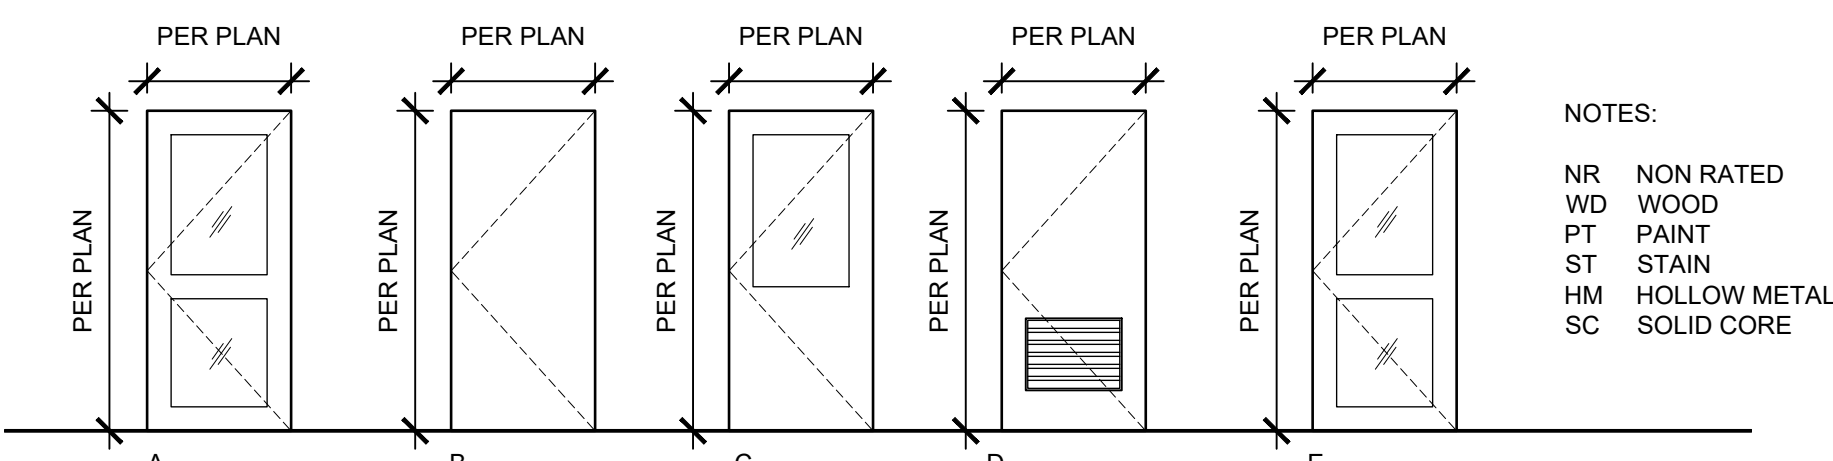 PER PLAN PER PLAN PER PLAN PER PLAN PER PLAN
PER PLAN PER PLAN PER PLAN PER PLAN PER PLAN
NOTES:
NR NON RATED
WD WOOD
PT PAINT
ST STAIN
HM HOLLOW METAL
SC SOLID CORE
A B C D